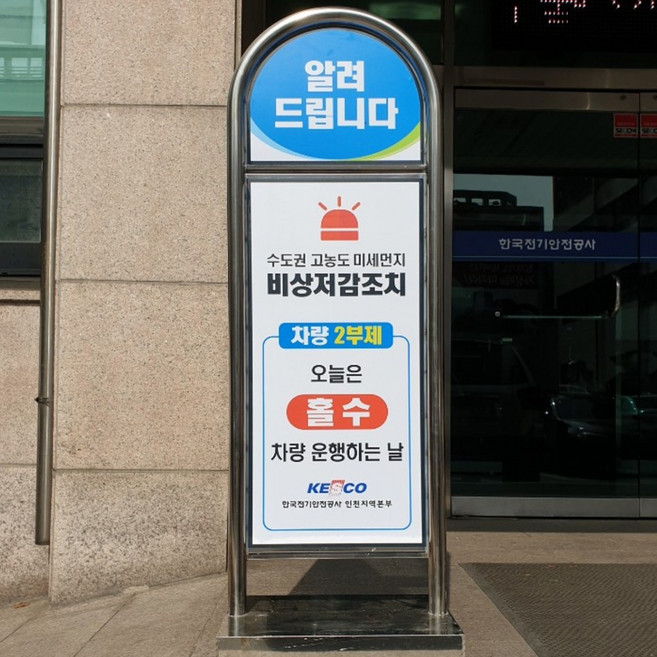 알려
드립니다
수도권 고농도 미세먼지
비상저감조치
차량 2부제
오늘은
홀 수
차량 운행하는 날
KESCO
한국전기안전공사 인천지역본부
한국전기안전공사